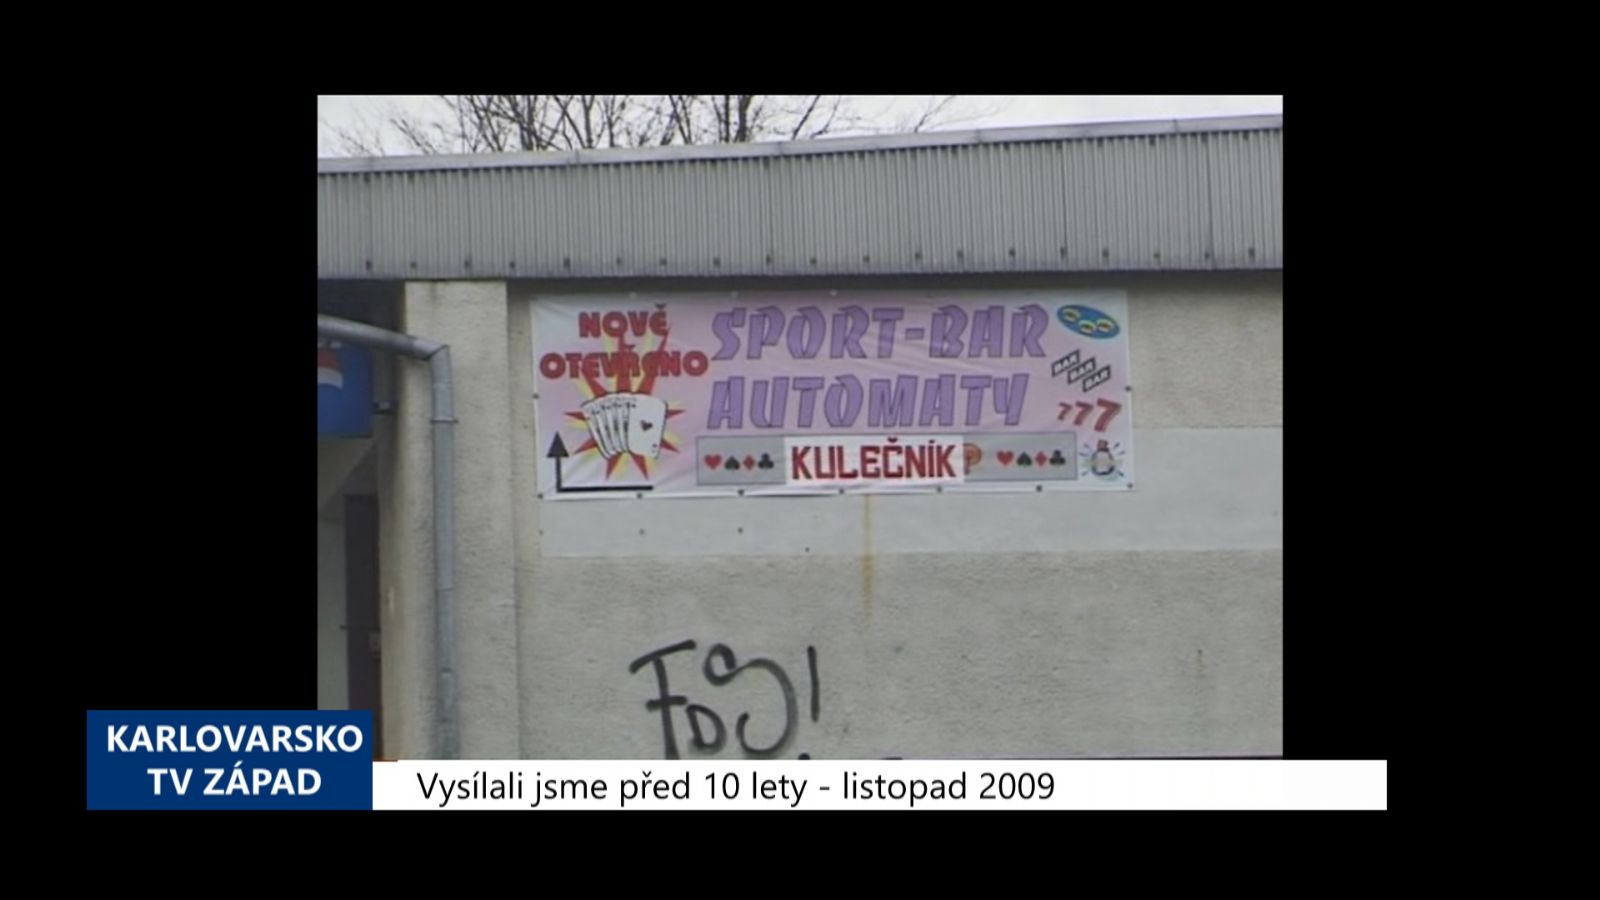 NOVĚ
OTEVŘENO
SPORT-BAR
AUTOMATY
BAR
BAR
BAR
777
KULEČNÍK
KARLOVARSKO
TV ZÁPAD
Vysílali jsme před 10 lety - listopad 2009